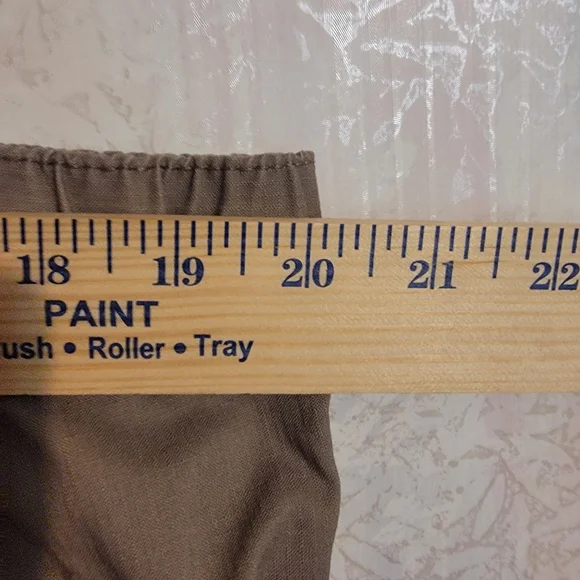 18 19 20 21 22
PAINT
ush • Roller • Tray